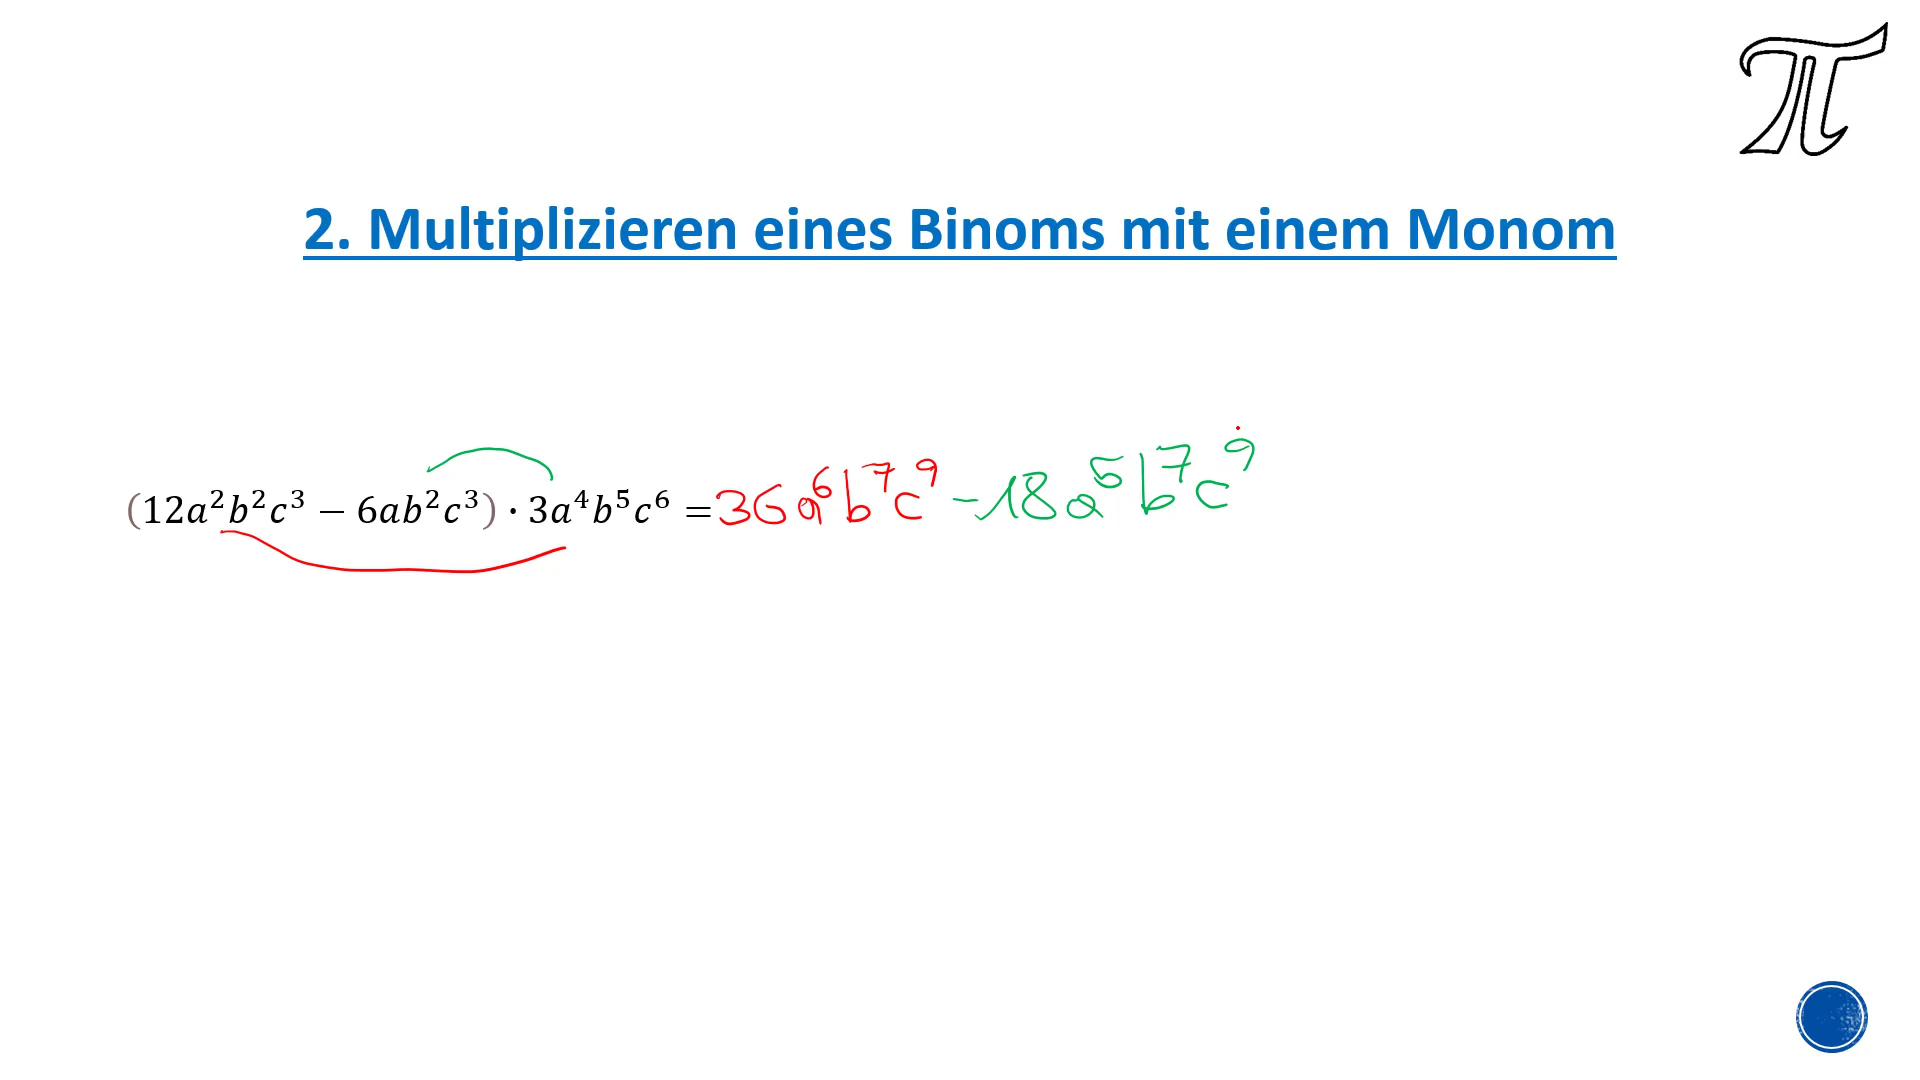 2. Multiplizieren eines Binoms mit einem Monom
(12a²b²c³ − 6ab²c³) · 3a⁴b⁵c⁶ = 36a⁶b⁷c⁹ - 18a⁵b⁷c⁹